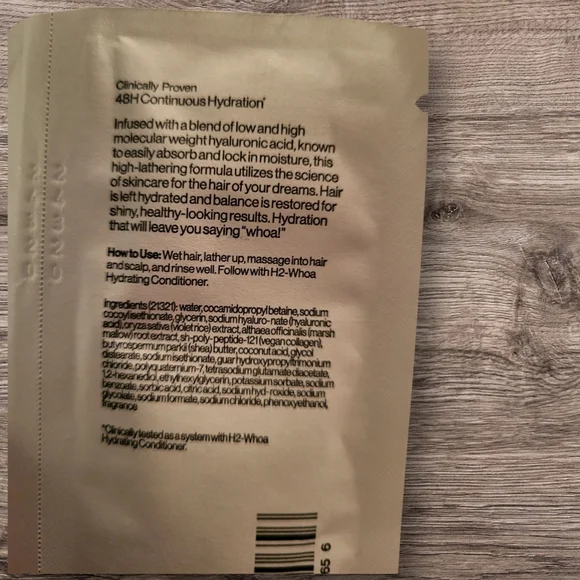 Clinically Proven
48H Continuous Hydration*
Infused with a blend of low and high
molecular weight hyaluronic acid, known
to easily absorb and lock in moisture, this
high-lathering formula utilizes the science
of skincare for the hair of your dreams. Hair
is left hydrated and balance is restored for
shiny, healthy-looking results. Hydration
that will leave you saying "whoa!"
How to Use: Wet hair, lather up, massage into hair
and scalp, and rinse well. Follow with H2-Whoa
Hydrating Conditioner.
Ingredients (21321): water, cocamidopropyl betaine, sodium
cocoyl isethionate, glycerin, sodium hyaluro-nate (hyaluronic
acid), oryza sativa (violet rice) extract, althaea officinalis (marsh
mallow) root extract, sh-poly-peptide-121 (vegan collagen),
butyrospermum parkii (shea) butter, coconut acid, glycol
distearate, sodium isethionate, guar hydroxypropyltrimonium
chloride, polyquaternium-7, tetrasodium glutamate diacetate,
1,2-hexanediol, ethylhexylglycerin, potassium sorbate, sodium
benzoate, sorbic acid, citric acid, sodium hyd-roxide, sodium
glycolate, sodium formate, sodium chloride, phenoxyethanol,
fragrance
*Clinically tested as a system with H2-Whoa
Hydrating Conditioner.
65 6